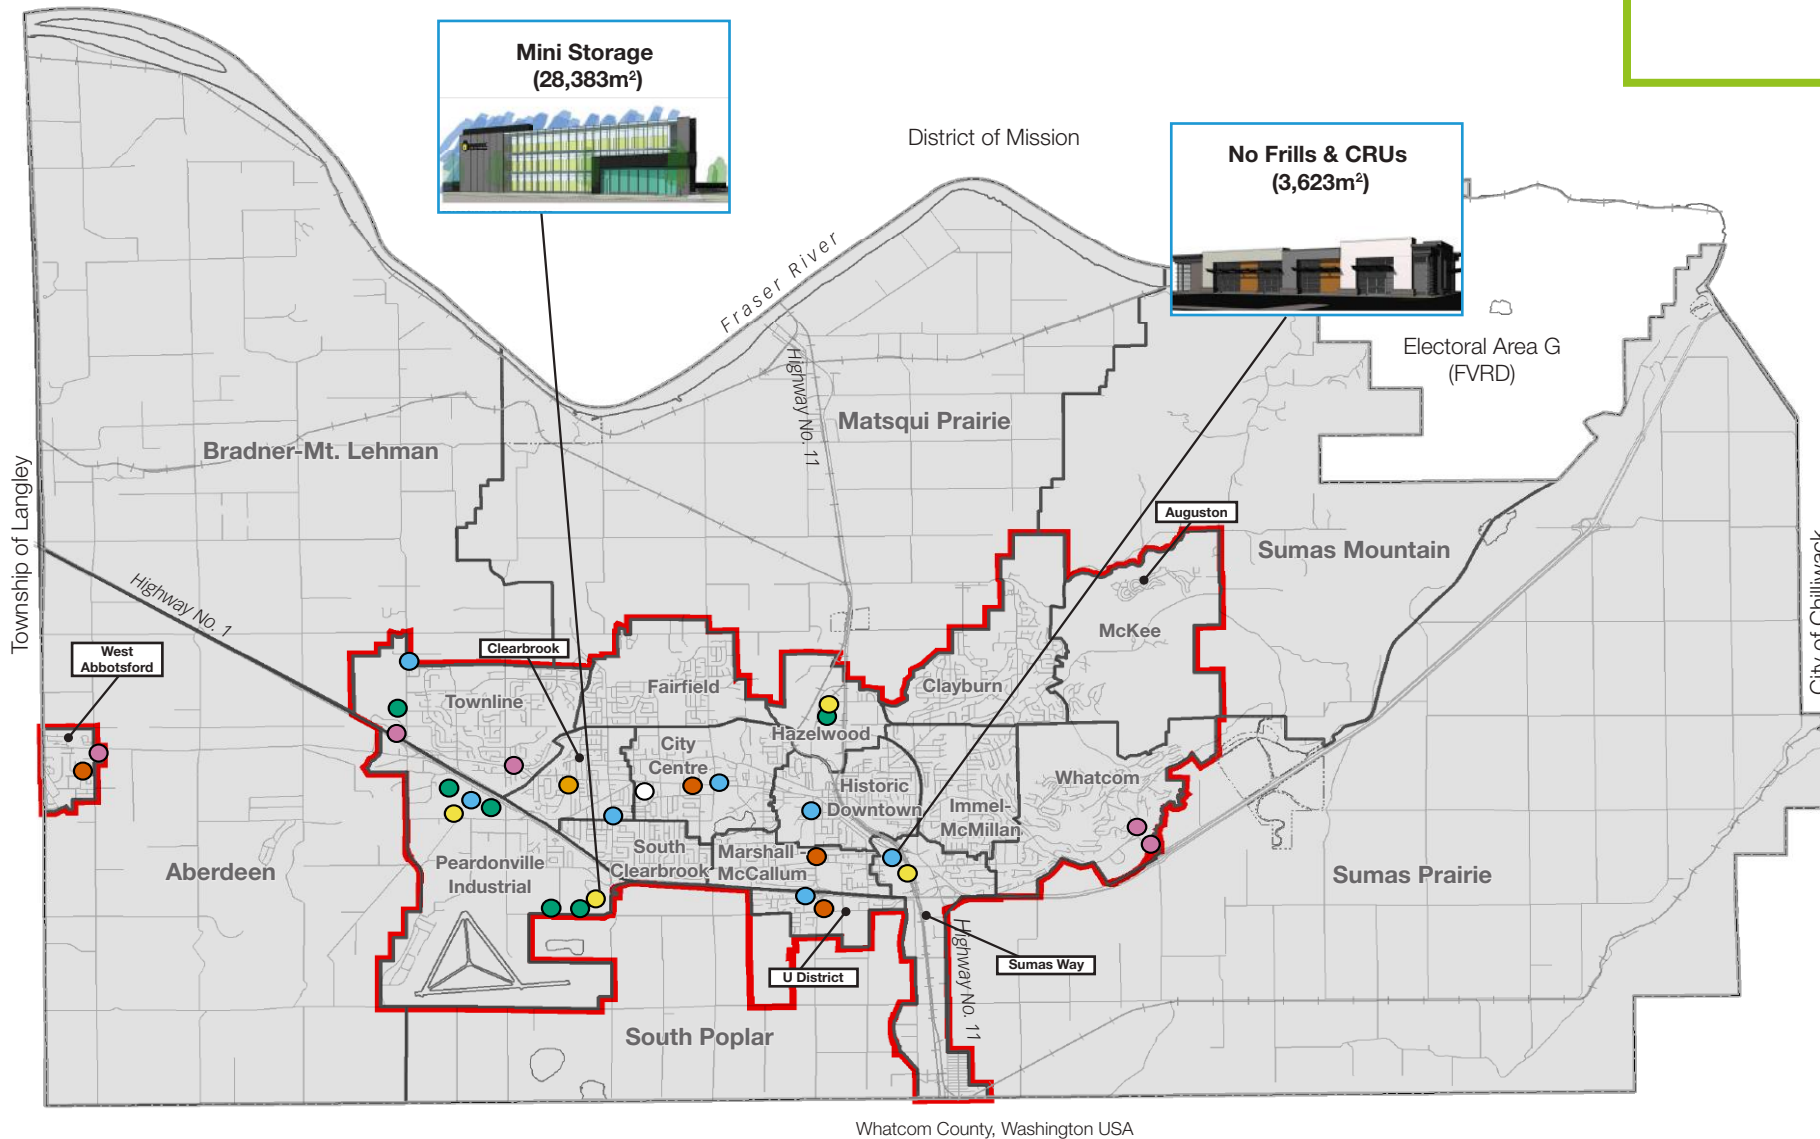 Mini Storage
(28,383m²)
District of Mission
No Frills & CRUs
(3,623m²)
Fraser River
Highway No. 11
Electoral Area G
(FVRD)
Matsqui Prairie
Bradner-Mt. Lehman
Township of Langley
Auguston
Sumas Mountain
City of Chilliwack
Highway No. 1
McKee
West
Abbotsford
Clearbrook
Fairfield
Clayburn
Townline
Hazelwood
City
Centre
Whatcom
Historic
Downtown
Immel-
McMillan
South
Clearbrook
Marshall -
McCallum
Peardonville
Industrial
Aberdeen
Sumas Prairie
U District
Sumas Way
Highway No. 11
South Poplar
Whatcom County, Washington USA